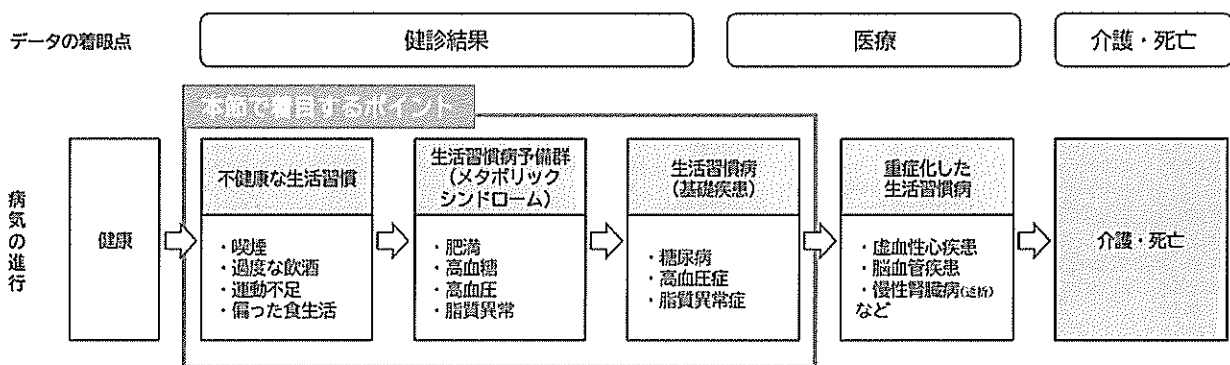 データの着眼点
健診結果
医療
介護・死亡
本節で着目するポイント
病気の進行
健康
不健康な生活習慣
・喫煙
・過度な飲酒
・運動不足
・偏った食生活
生活習慣病予備群
(メタボリック
シンドローム)
・肥満
・高血糖
・高血圧
・脂質異常
生活習慣病
(基礎疾患)
・糖尿病
・高血圧症
・脂質異常症
重症化した
生活習慣病
・虚血性心疾患
・脳血管疾患
・慢性腎臓病(透析)
など
介護・死亡